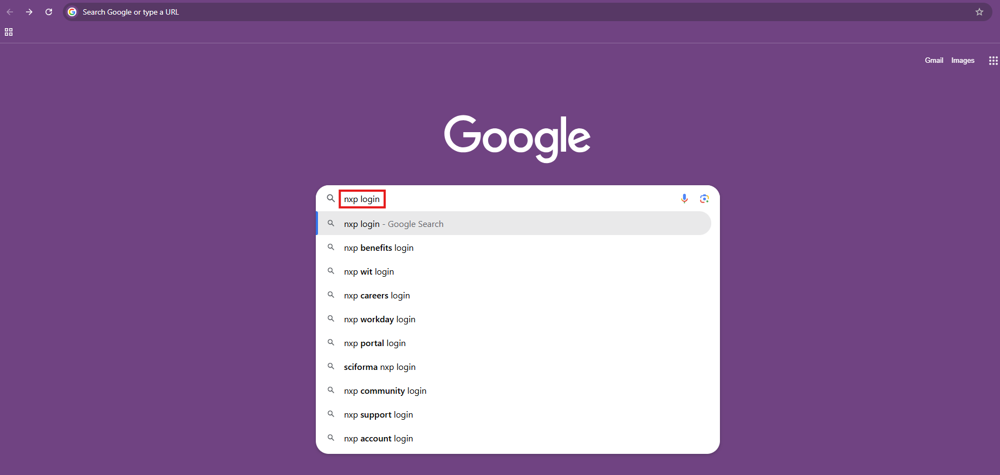 Search Google or type a URL
Gmail Images
Google
nxp login
nxp login - Google Search
nxp benefits login
nxp wit login
nxp careers login
nxp workday login
nxp portal login
sciforma nxp login
nxp community login
nxp support login
nxp account login